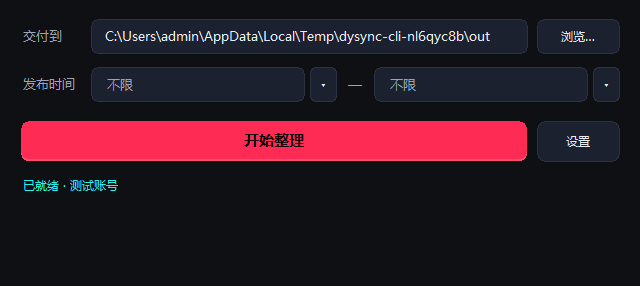 交付到 C:\Users\admin\AppData\Local\Temp\dysync-cli-nl6qyc8b\out 浏览...
发布时间 不限 — 不限
开始整理 设置
已就绪 · 测试账号